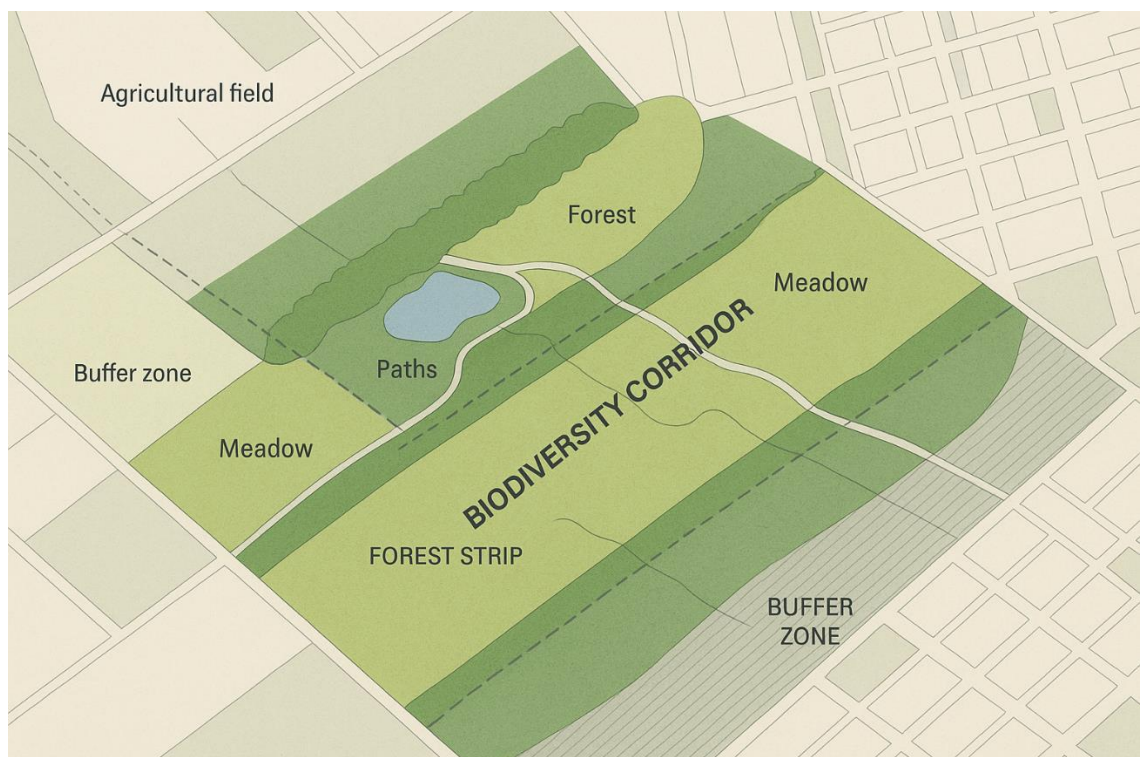 Agricultural field
Forest
Meadow
Buffer zone
Paths
Meadow
BIODIVERSITY CORRIDOR
FOREST STRIP
BUFFER
ZONE